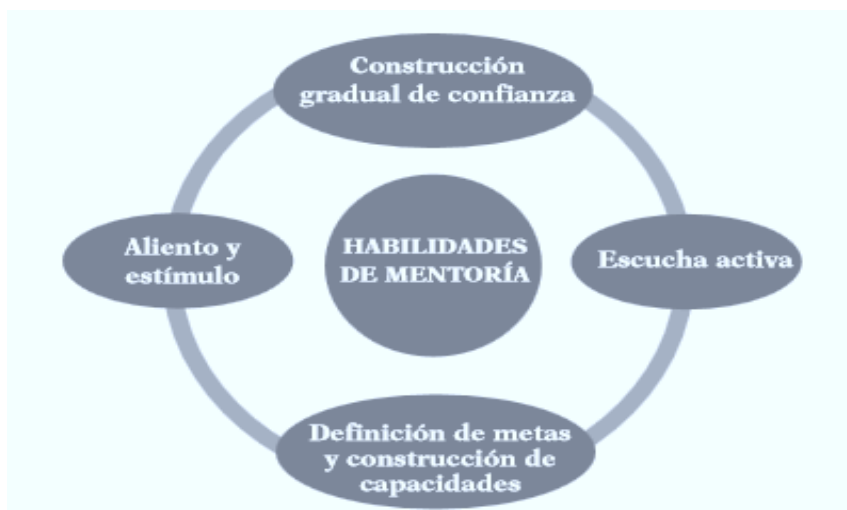 Construcción
gradual de confianza
Aliento y
estímulo
HABILIDADES
DE MENTORÍA
Escucha activa
Definición de metas
y construcción de
capacidades